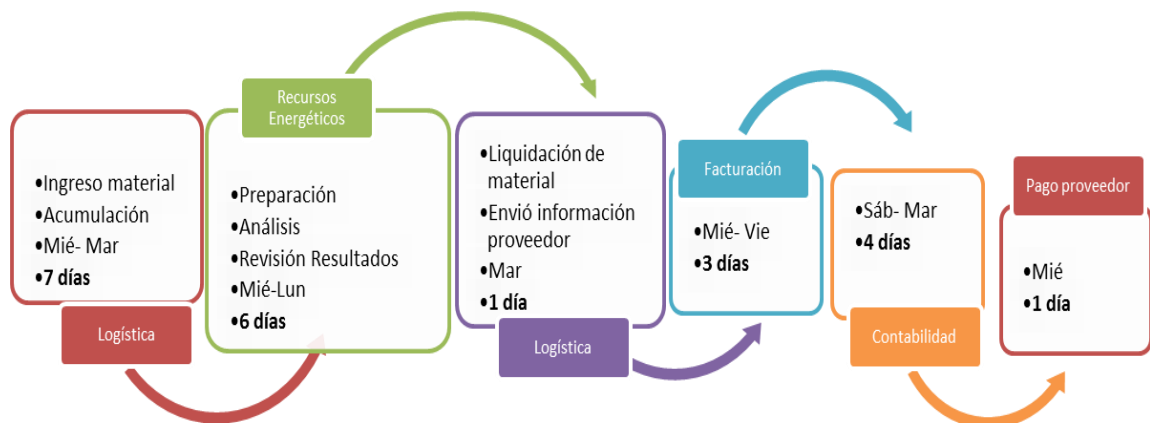 •Ingreso material
•Acumulación
•Mié- Mar
•7 días
Logística
Recursos
Energéticos
•Preparación
•Análisis
•Revisión Resultados
•Mié-Lun
•6 días
•Liquidación de
material
•Envió información
proveedor
•Mar
•1 día
Logística
Facturación
•Mié- Vie
•3 días
•Sáb- Mar
•4 días
Contabilidad
Pago proveedor
•Mié
•1 día